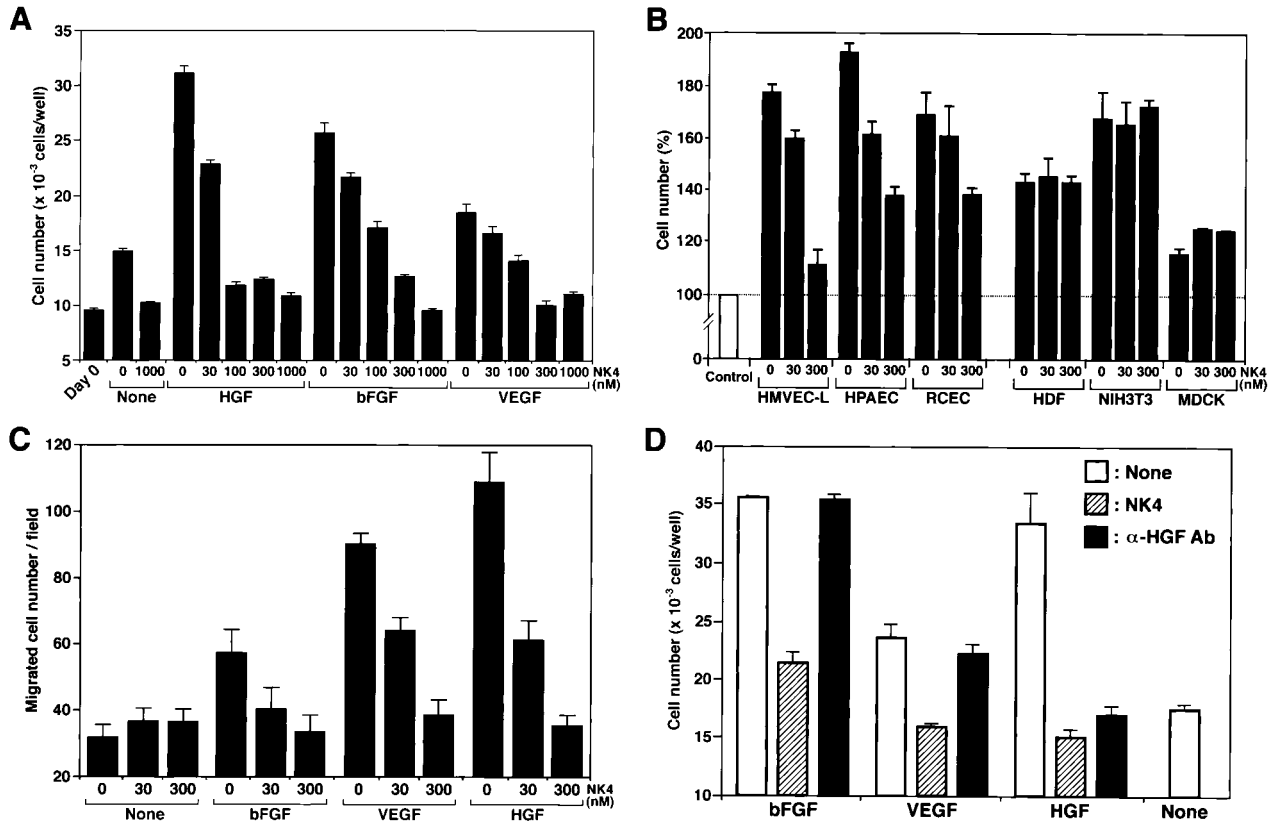 A
Cell number (x 10⁻³ cells/well)
35
30
25
20
15
10
5
Day 0
0 1000
0 30 100 300 1000
0 30 100 300 1000
0 30 100 300 1000
NK4
(nM)
None
HGF
bFGF
VEGF
B
Cell number (%)
200
180
160
140
120
100
0
Control
0 30 300
0 30 300
0 30 300
0 30 300
0 30 300
0 30 300
NK4
(nM)
HMVEC-L
HPAEC
RCEC
HDF
NIH3T3
MDCK
C
Migrated cell number / field
120
100
80
60
40
20
0 30 300
0 30 300
0 30 300
0 30 300
NK4
(nM)
None
bFGF
VEGF
HGF
D
Cell number (x 10⁻³ cells/well)
40
35
30
25
20
15
10
: None
: NK4
: α-HGF Ab
bFGF
VEGF
HGF
None